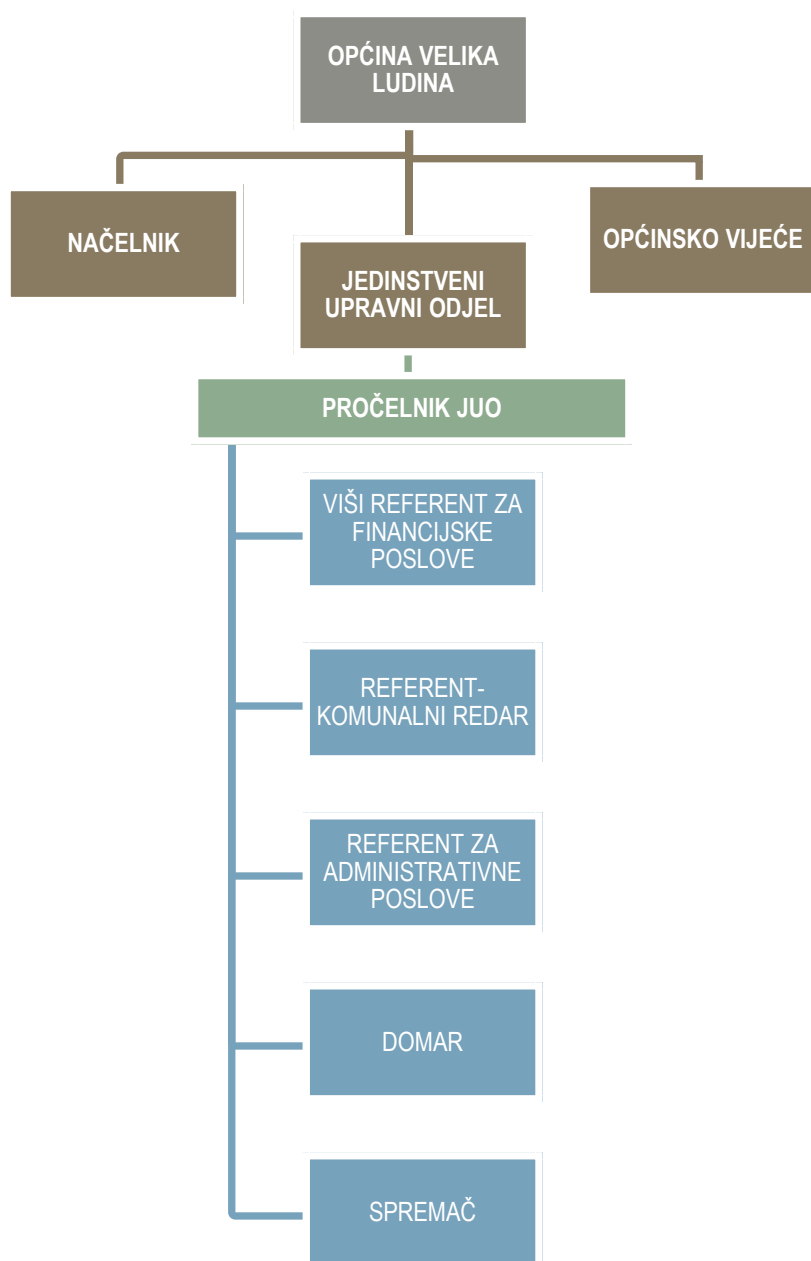 OPĆINA VELIKA
LUDINA
NAČELNIK
JEDINSTVENI
UPRAVNI ODJEL
OPĆINSKO VIJEĆE
PROČELNIK JUO
VIŠI REFERENT ZA
FINANCIJSKE
POSLOVE
REFERENT-
KOMUNALNI REDAR
REFERENT ZA
ADMINISTRATIVNE
POSLOVE
DOMAR
SPREMAČ